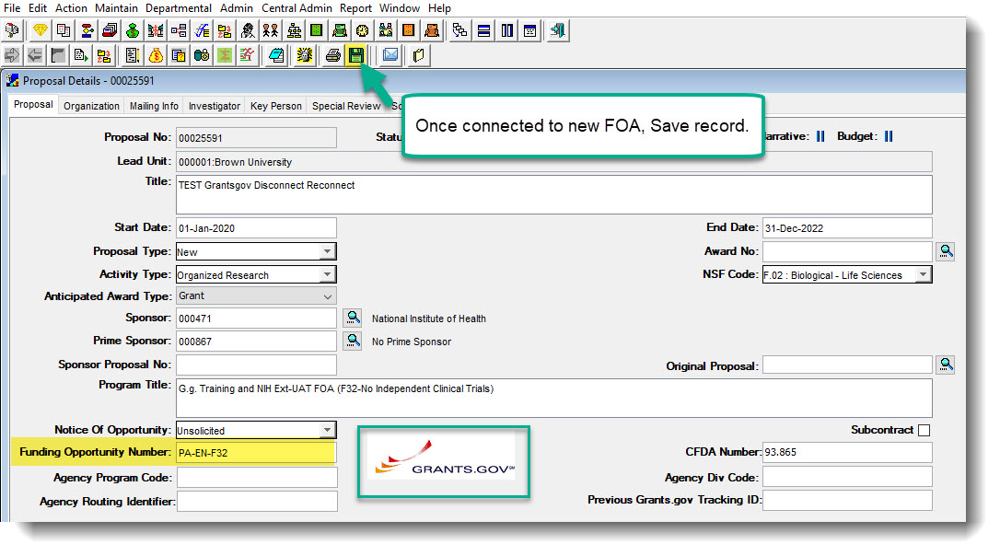 File Edit Action Maintain Departmental Admin Central Admin Report Window Help
Proposal Details - 00025591
Proposal Organization Mailing Info Investigator Key Person Special Review
Once connected to new FOA, Save record.
Proposal No: 00025591 Budget:
Lead Unit: 000001:Brown University
Title: TEST Grantsgov Disconnect Reconnect
Start Date: 01-Jan-2020 End Date: 31-Dec-2022
Proposal Type: New Award No:
Activity Type: Organized Research NSF Code: F.02 : Biological - Life Sciences
Anticipated Award Type: Grant
Sponsor: 000471 National Institute of Health
Prime Sponsor: 000867 No Prime Sponsor
Sponsor Proposal No: Original Proposal:
Program Title: G.g. Training and NIH Ext-UAT FOA (F32-No Independent Clinical Trials)
Notice Of Opportunity: Unsolicited Subcontract
Funding Opportunity Number: PA-EN-F32 GRANTS.GOV℠ CFDA Number: 93.865
Agency Program Code: Agency Div Code:
Agency Routing Identifier: Previous Grants.gov Tracking ID: